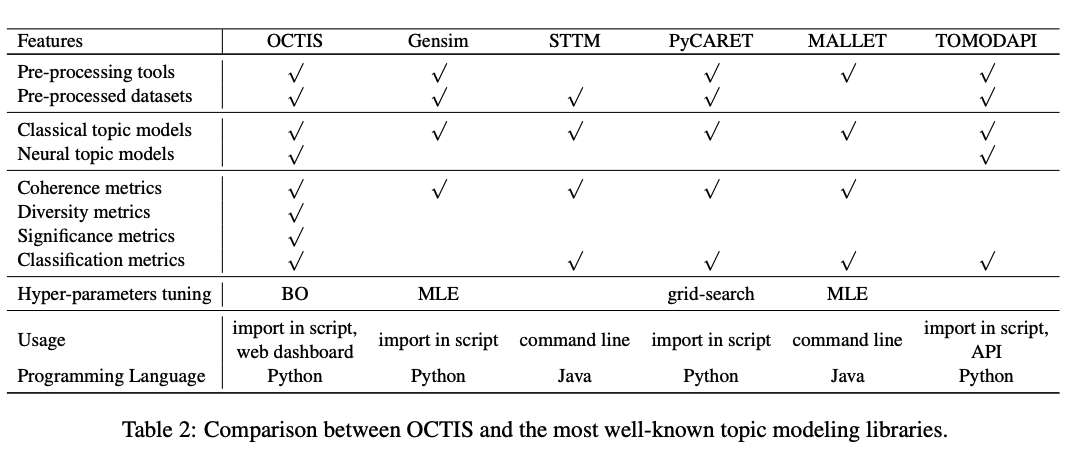 Features OCTIS Gensim STTM PyCARET MALLET TOMODAPI
Pre-processing tools √ √ √ √ √
Pre-processed datasets √ √ √ √ √
Classical topic models √ √ √ √ √ √
Neural topic models √ √
Coherence metrics √ √ √ √ √
Diversity metrics √
Significance metrics √
Classification metrics √ √ √ √ √
Hyper-parameters tuning BO MLE grid-search MLE
Usage import in script, web dashboard import in script command line import in script command line import in script, API
Programming Language Python Python Java Python Java Python
Table 2: Comparison between OCTIS and the most well-known topic modeling libraries.